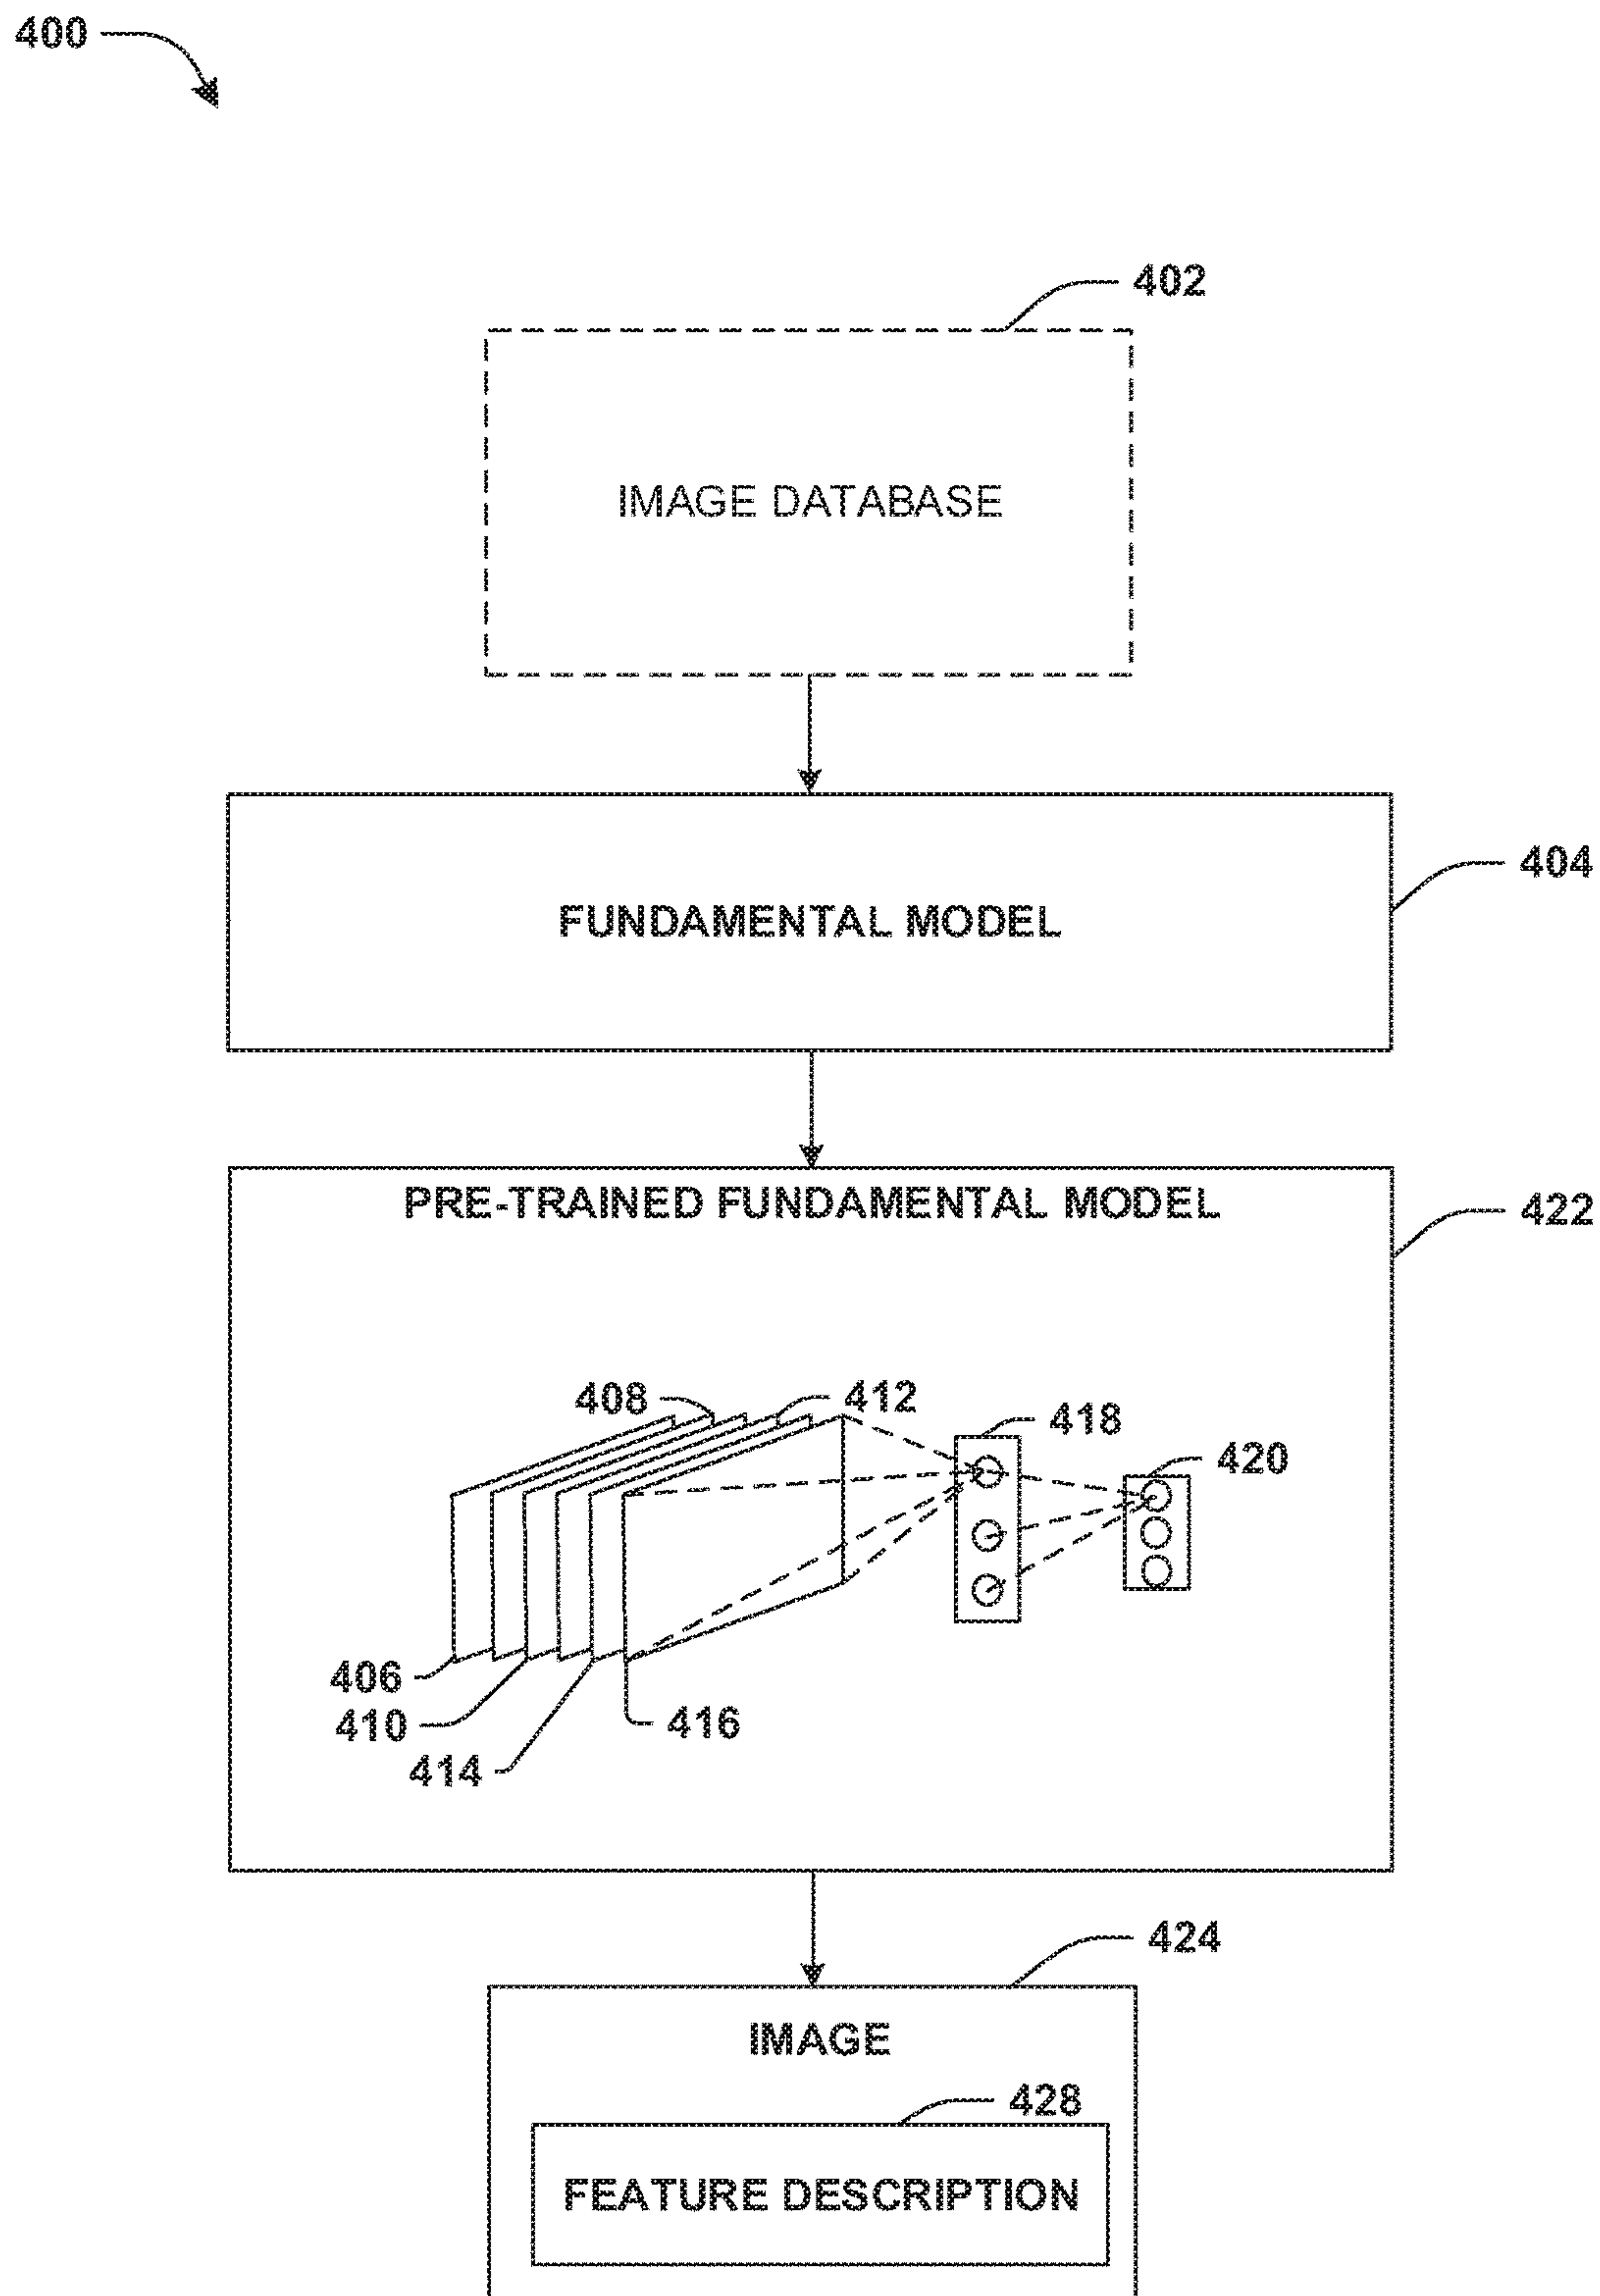 400
402
IMAGE DATABASE
404
FUNDAMENTAL MODEL
PRE-TRAINED FUNDAMENTAL MODEL
422
408
412
418
420
406
410
416
414
424
IMAGE
428
FEATURE DESCRIPTION